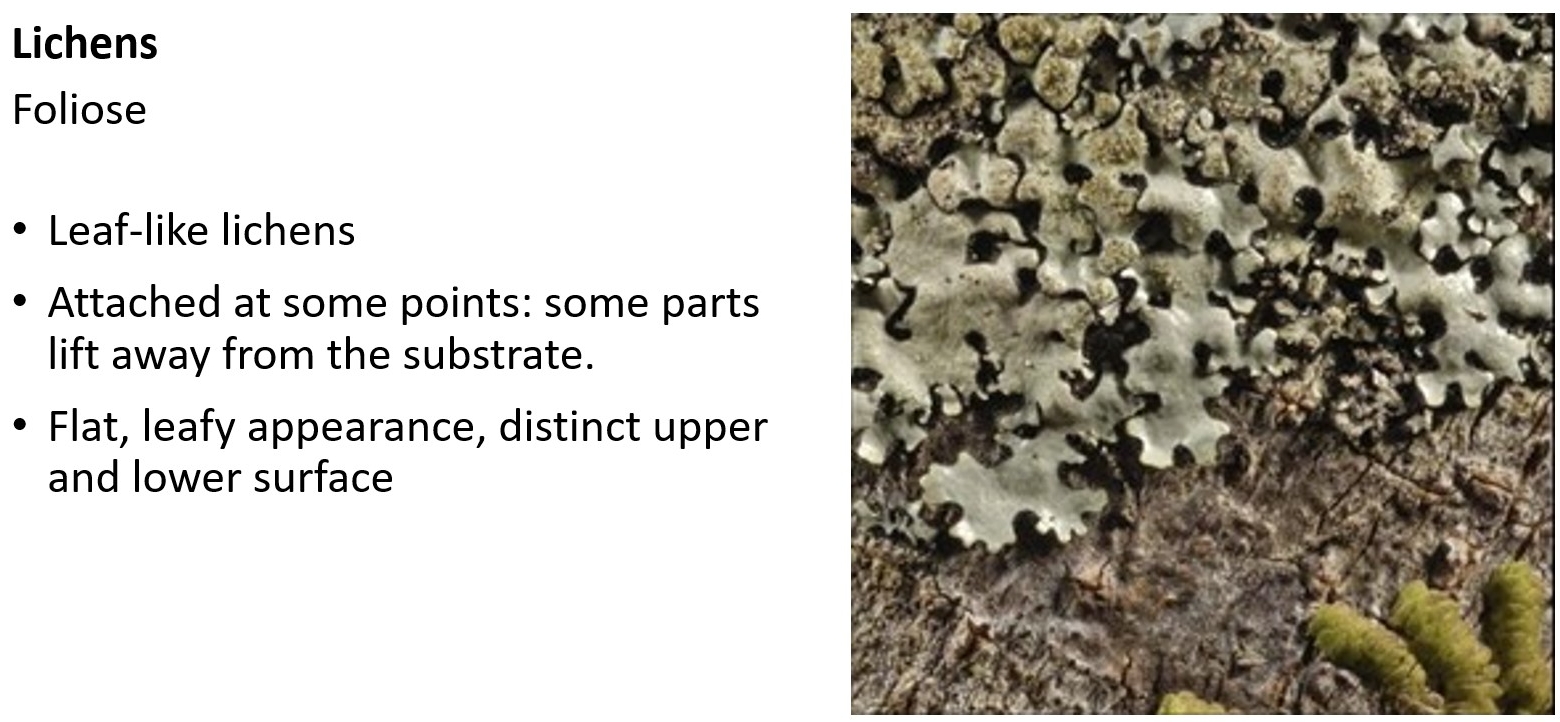 Lichens
Foliose
• Leaf-like lichens
• Attached at some points: some parts
lift away from the substrate.
• Flat, leafy appearance, distinct upper
and lower surface